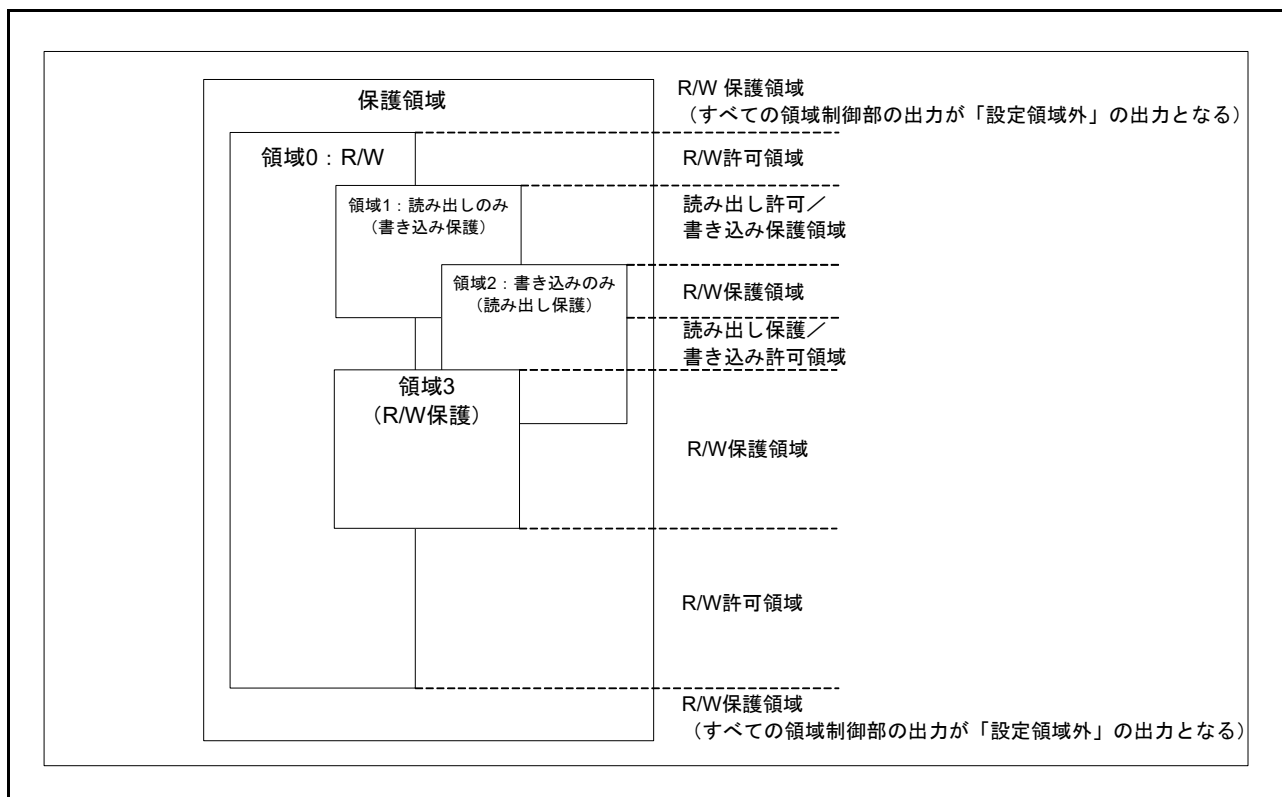 保護領域
R/W 保護領域
（すべての領域制御部の出力が「設定領域外」の出力となる）
領域0：R/W
R/W許可領域
領域1：読み出しのみ
（書き込み保護）
読み出し許可／
書き込み保護領域
領域2：書き込みのみ
（読み出し保護）
R/W保護領域
読み出し保護／
書き込み許可領域
領域3
（R/W保護）
R/W保護領域
R/W許可領域
R/W保護領域
（すべての領域制御部の出力が「設定領域外」の出力となる）